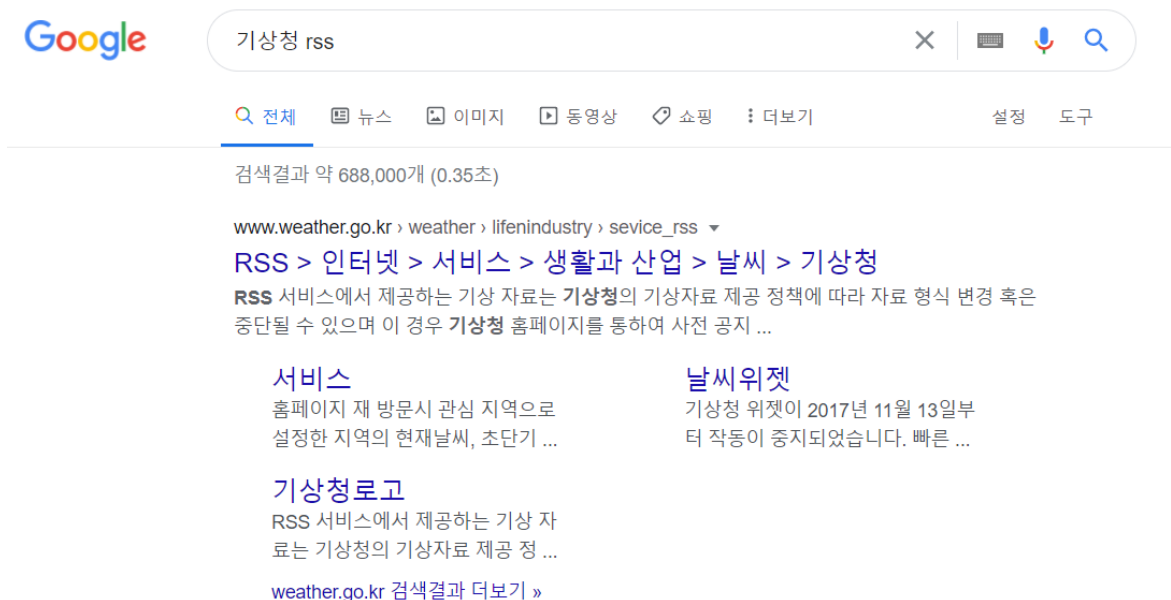 Google
기상청 rss
전체 뉴스 이미지 동영상 쇼핑 더보기 설정 도구
검색결과 약 688,000개 (0.35초)
www.weather.go.kr › weather › lifenindustry › sevice_rss
RSS > 인터넷 > 서비스 > 생활과 산업 > 날씨 > 기상청
RSS 서비스에서 제공하는 기상 자료는 기상청의 기상자료 제공 정책에 따라 자료 형식 변경 혹은
중단될 수 있으며 이 경우 기상청 홈페이지를 통하여 사전 공지 ...
서비스
홈페이지 재 방문시 관심 지역으로
설정한 지역의 현재날씨, 초단기 ...
날씨위젯
기상청 위젯이 2017년 11월 13일부
터 작동이 중지되었습니다. 빠른 ...
기상청로고
RSS 서비스에서 제공하는 기상 자
료는 기상청의 기상자료 제공 정 ...
weather.go.kr 검색결과 더보기 »